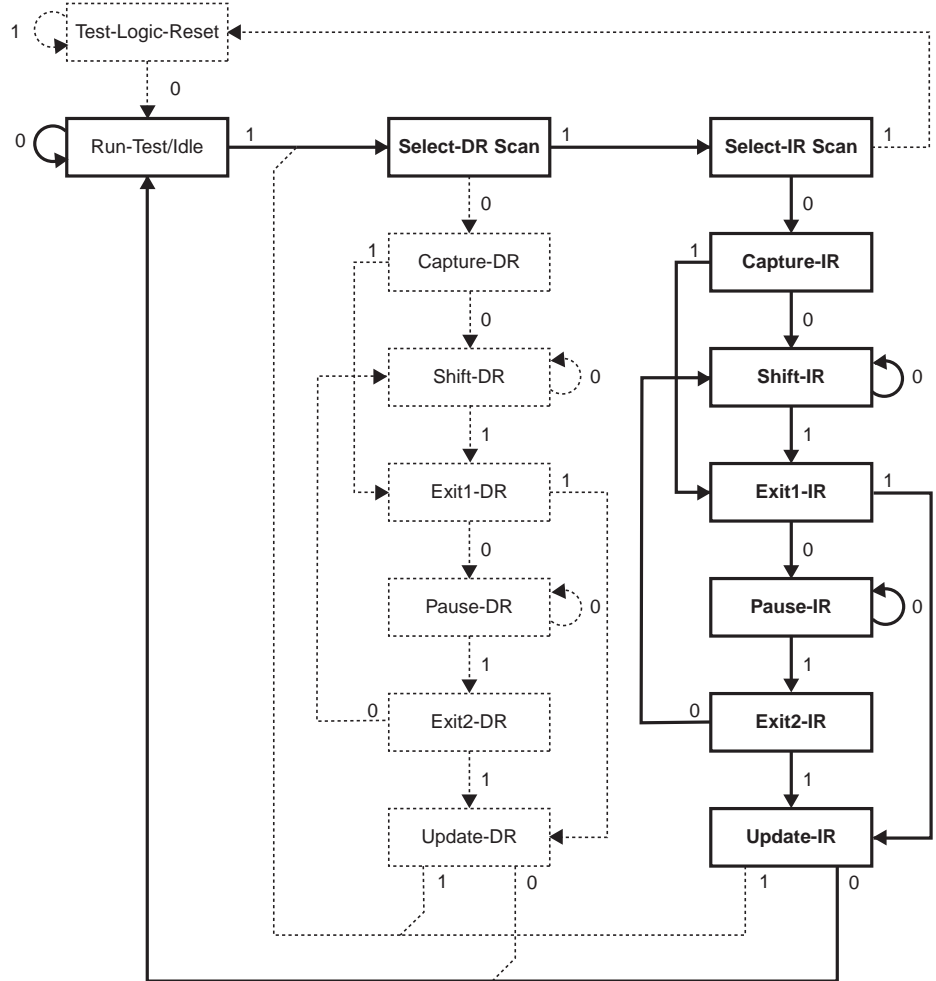 1
Test-Logic-Reset
0
0
Run-Test/Idle
1
Select-DR Scan
1
Select-IR Scan
1
0
0
1
Capture-DR
1
Capture-IR
0
0
Shift-DR
0
Shift-IR
0
1
1
Exit1-DR
1
Exit1-IR
1
0
0
Pause-DR
0
Pause-IR
0
1
1
0
Exit2-DR
0
Exit2-IR
1
1
Update-DR
Update-IR
1
0
1
0